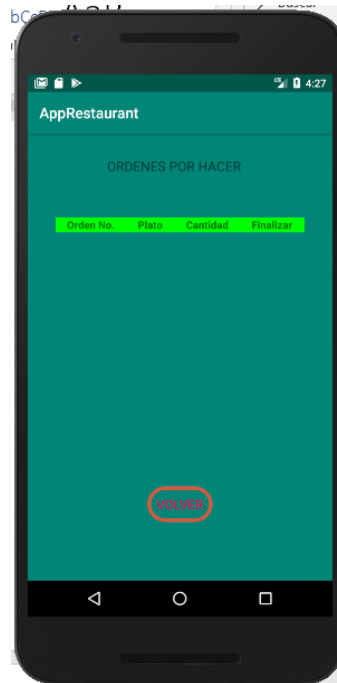 4:27
AppRestaurant
ORDENES POR HACER
Orden No. Plato Cantidad Finalizar
VOLVER